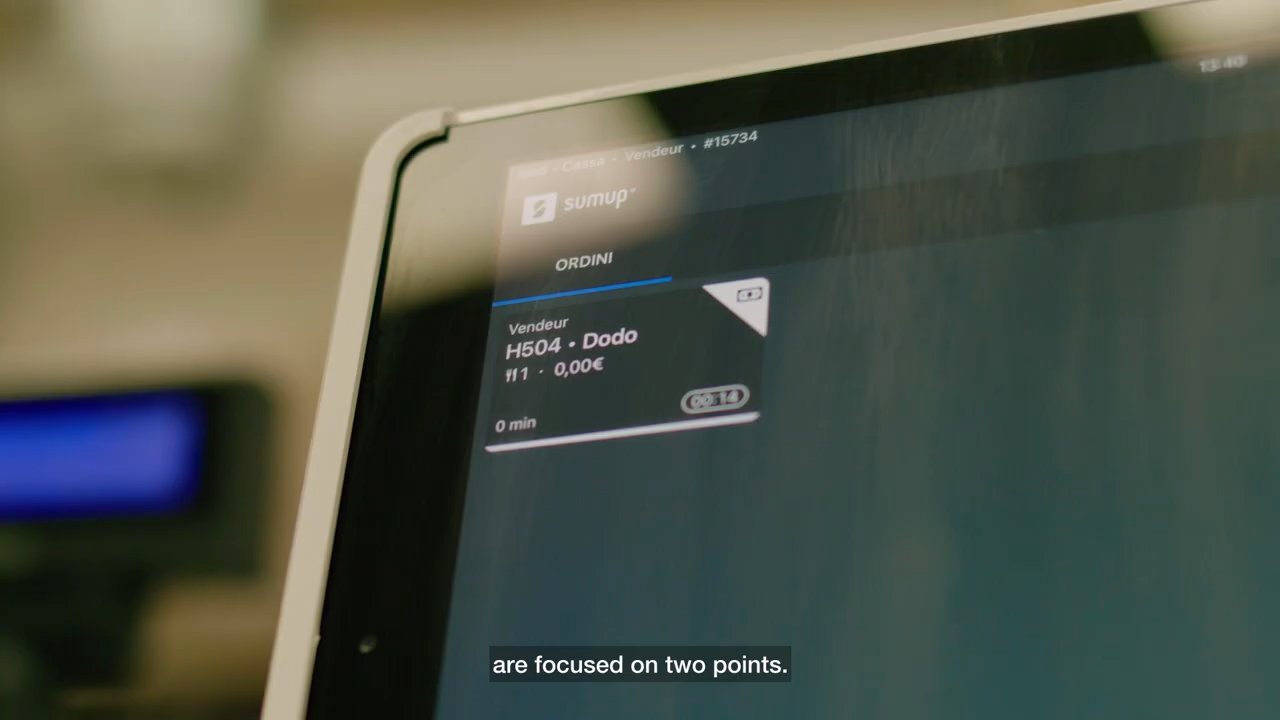 13:40
Cassa • Vendeur • #15734
sumup
ORDINI
Vendeur
H504 • Dodo
1 · 0,00€
00:14
0 min
are focused on two points.